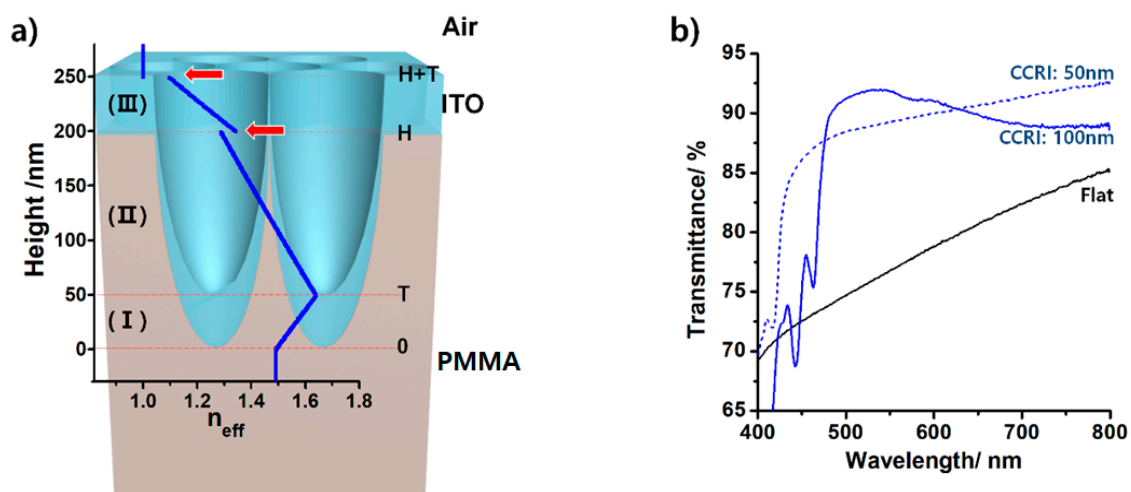 a)
Air
250
H+T
(III)
ITO
200
H
150
(II)
Height /nm
100
50
T
(I)
0
0
PMMA
1.0 1.2 1.4 1.6 1.8
n_eff
b)
95
CCRI: 50nm
90
CCRI: 100nm
85
Flat
80
Transmittance/ %
75
70
65
400 500 600 700 800
Wavelength/ nm